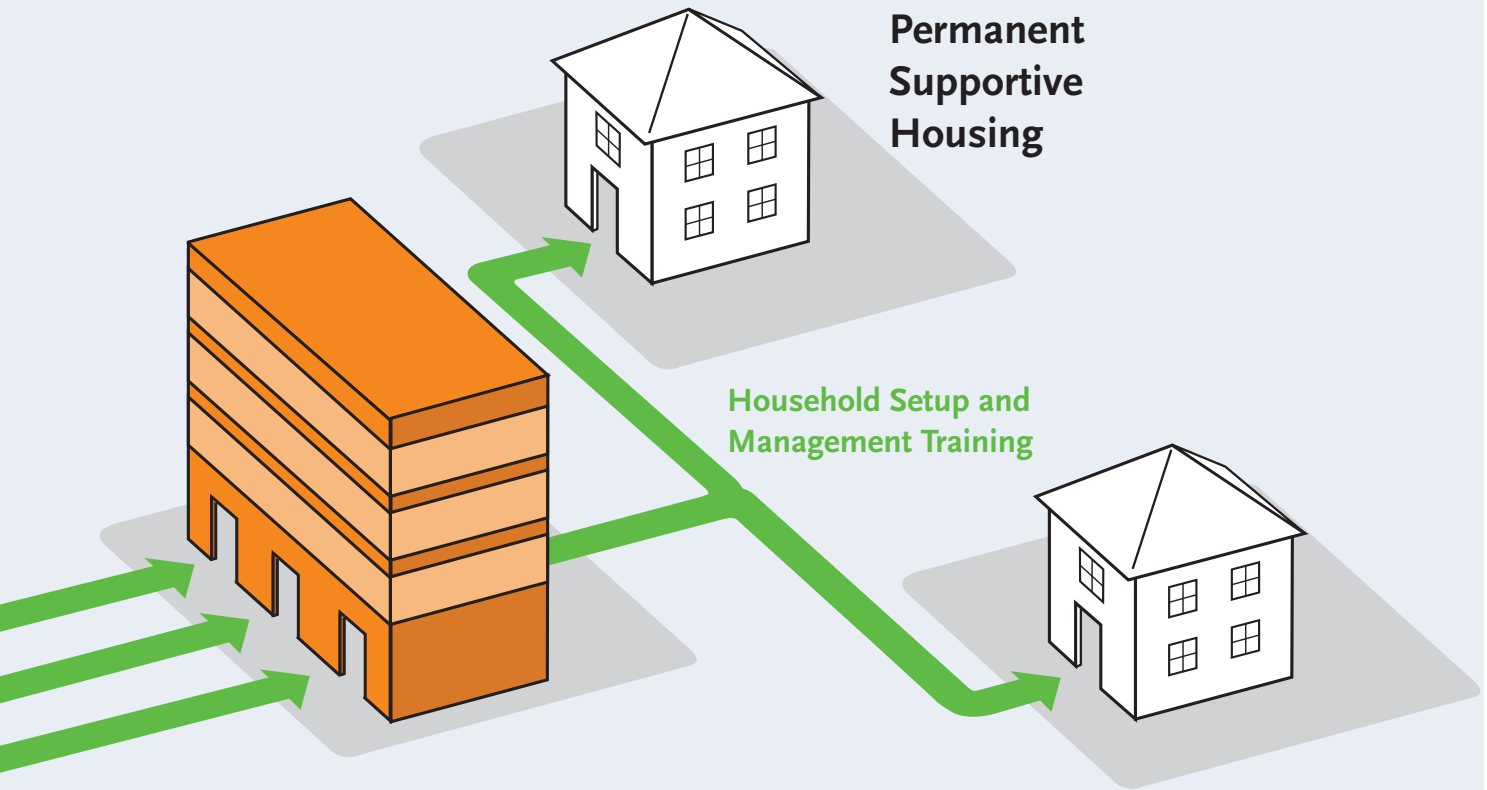 Permanent
Supportive
Housing
Household Setup and
Management Training